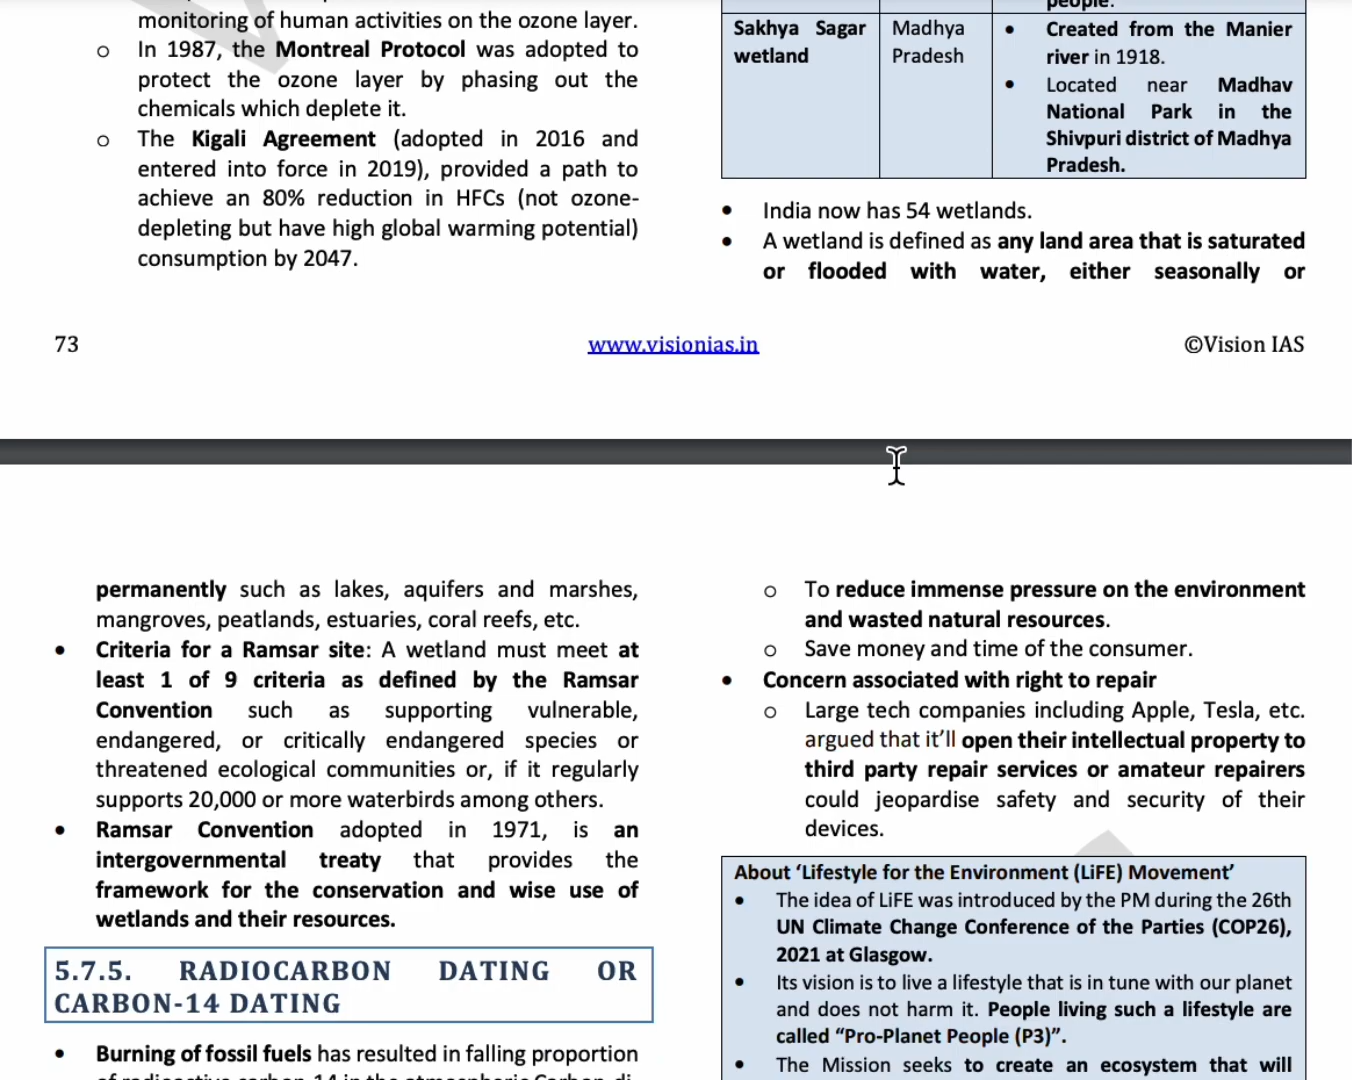 monitoring of human activities on the ozone layer.
o In 1987, the Montreal Protocol was adopted to
protect the ozone layer by phasing out the
chemicals which deplete it.
o The Kigali Agreement (adopted in 2016 and
entered into force in 2019), provided a path to
achieve an 80% reduction in HFCs (not ozone-
depleting but have high global warming potential)
consumption by 2047.
people.
Sakhya Sagar
wetland
Madhya
Pradesh
• Created from the Manier
river in 1918.
• Located near Madhav
National Park in the
Shivpuri district of Madhya
Pradesh.
• India now has 54 wetlands.
• A wetland is defined as any land area that is saturated
or flooded with water, either seasonally or
73
www.visionias.in
©Vision IAS
permanently such as lakes, aquifers and marshes,
mangroves, peatlands, estuaries, coral reefs, etc.
• Criteria for a Ramsar site: A wetland must meet at
least 1 of 9 criteria as defined by the Ramsar
Convention such as supporting vulnerable,
endangered, or critically endangered species or
threatened ecological communities or, if it regularly
supports 20,000 or more waterbirds among others.
• Ramsar Convention adopted in 1971, is an
intergovernmental treaty that provides the
framework for the conservation and wise use of
wetlands and their resources.
5.7.5. RADIOCARBON DATING OR
CARBON-14 DATING
• Burning of fossil fuels has resulted in falling proportion
of radioactive carbon-14 in the atmospheric Carbon-di-
o To reduce immense pressure on the environment
and wasted natural resources.
o Save money and time of the consumer.
• Concern associated with right to repair
o Large tech companies including Apple, Tesla, etc.
argued that it’ll open their intellectual property to
third party repair services or amateur repairers
could jeopardise safety and security of their
devices.
About ‘Lifestyle for the Environment (LiFE) Movement’
• The idea of LiFE was introduced by the PM during the 26th
UN Climate Change Conference of the Parties (COP26),
2021 at Glasgow.
• Its vision is to live a lifestyle that is in tune with our planet
and does not harm it. People living such a lifestyle are
called “Pro-Planet People (P3)”.
• The Mission seeks to create an ecosystem that will